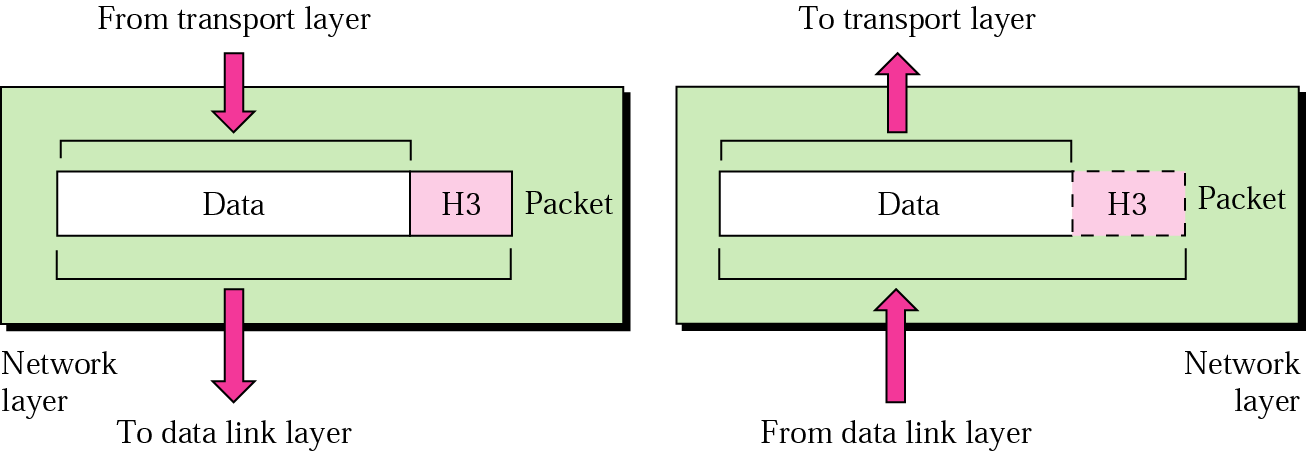 From transport layer
To transport layer
Data
H3
Packet
Data
H3
Packet
Network
layer
Network
layer
To data link layer
From data link layer